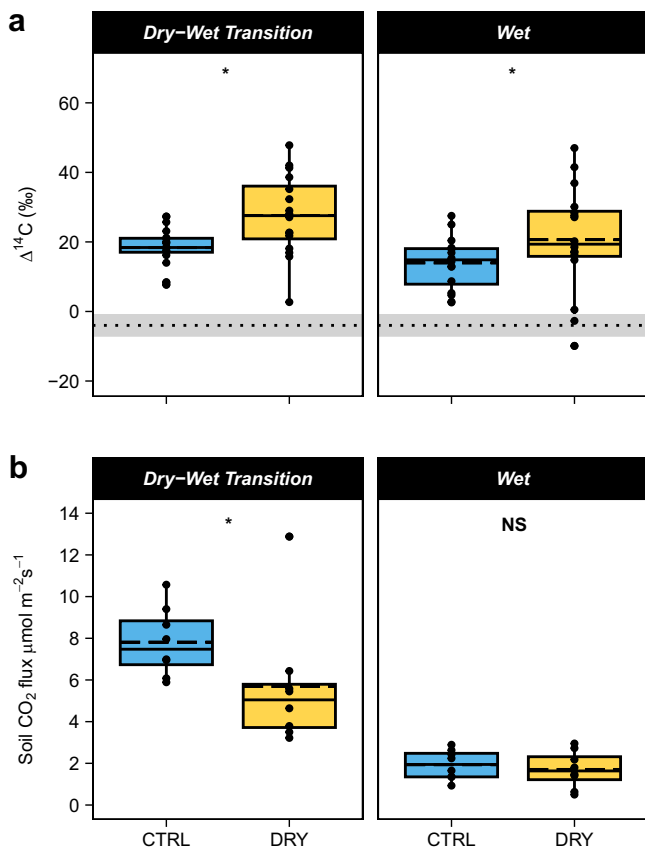 a
Dry−Wet Transition
Wet
*
*
Δ¹⁴C (‰)
60
40
20
0
−20
b
Dry−Wet Transition
Wet
*
NS
Soil CO₂ flux μmol m⁻²s⁻¹
14
12
10
8
6
4
2
0
CTRL DRY CTRL DRY